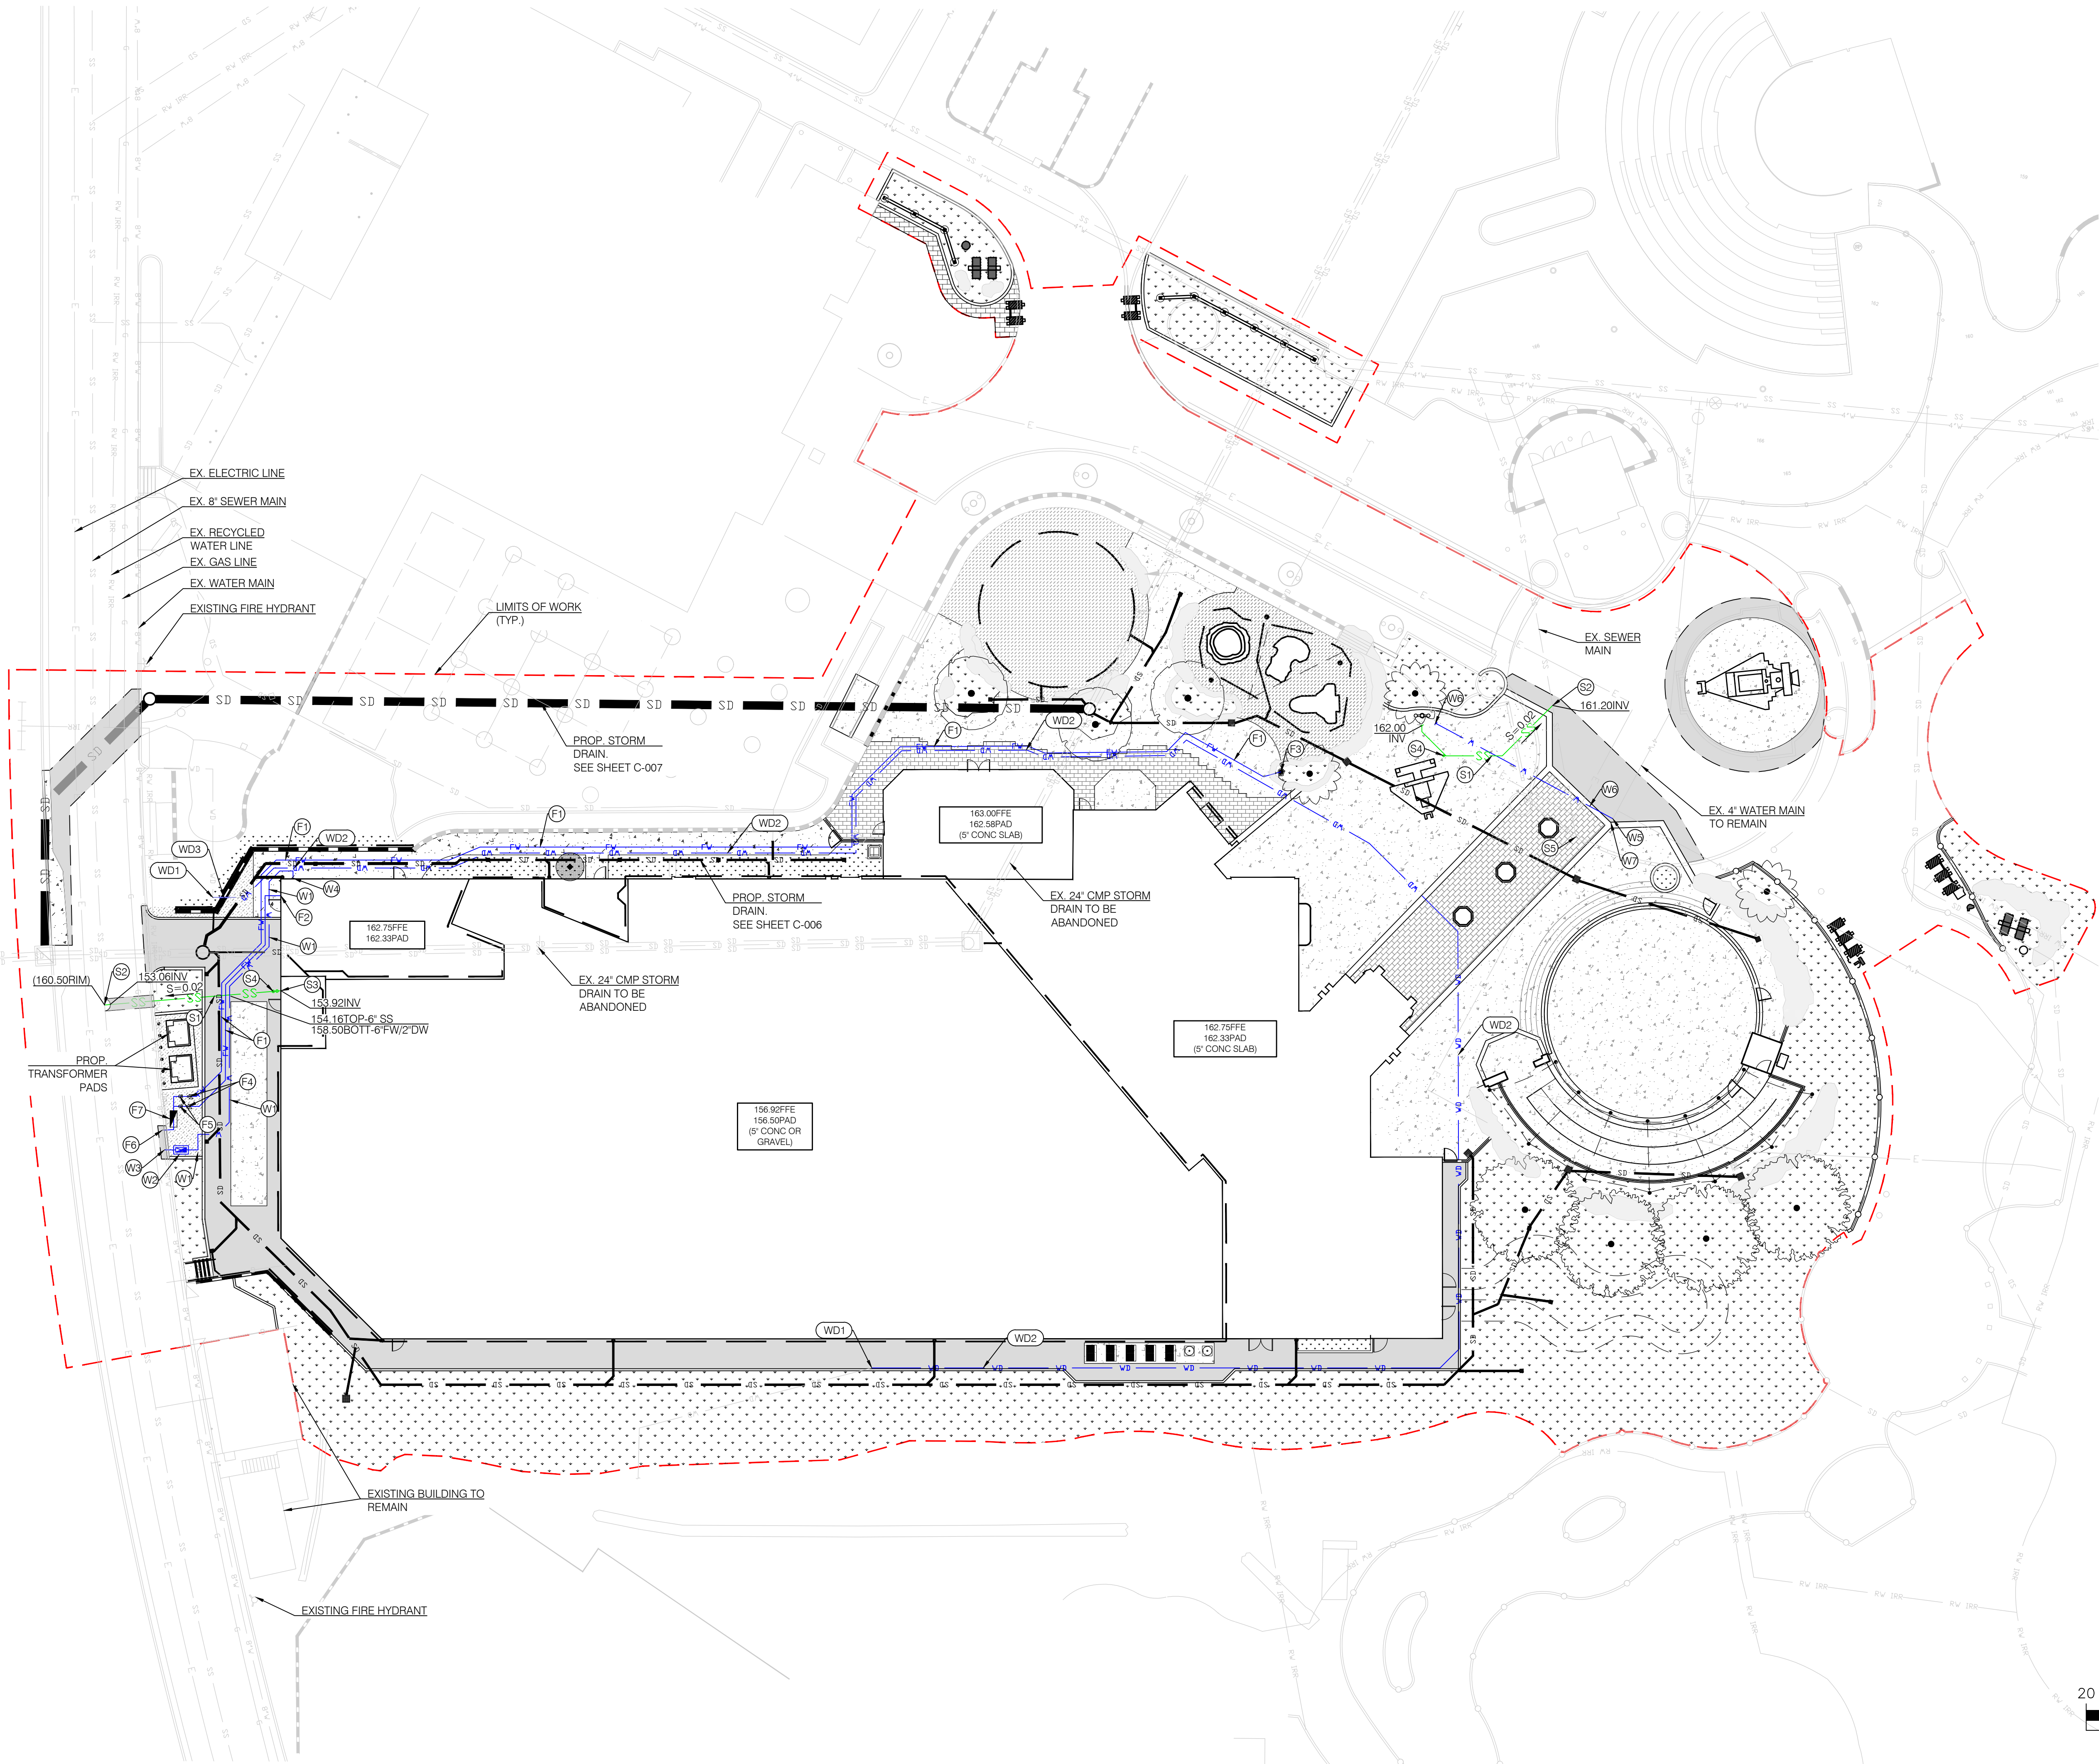 EX. ELECTRIC LINE
EX. 8" SEWER MAIN
EX. RECYCLED
WATER LINE
EX. GAS LINE
EX. WATER MAIN
EXISTING FIRE HYDRANT
LIMITS OF WORK
(TYP.)
PROP. STORM
DRAIN.
SEE SHEET C-007
EX. SEWER
MAIN
S2
161.20INV
S=0.02
W6
162.00
INV
S4
S1
W6
W5
W7
S5
EX. 4" WATER MAIN
TO REMAIN
F1
WD2
F1
F3
163.00FFE
162.58PAD
(5" CONC SLAB)
F1
WD2
F1
WD2
WD3
WD1
W4
W1
F2
W1
162.75FFE
162.33PAD
PROP. STORM
DRAIN.
SEE SHEET C-006
EX. 24" CMP STORM
DRAIN TO BE
ABANDONED
EX. 24" CMP STORM
DRAIN TO BE
ABANDONED
(160.50RIM)
S2
153.06INV
S=0.02
S4
S3
153.92INV
154.16TOP-6" SS
158.50BOTT-6"FW/2"DW
S1
F1
PROP.
TRANSFORMER
PADS
F4
F7
F5
W1
F6
W3
W2
W1
162.75FFE
162.33PAD
(5" CONC SLAB)
WD2
156.92FFE
156.50PAD
(5" CONC OR
GRAVEL)
WD1
WD2
EXISTING BUILDING TO
REMAIN
EXISTING FIRE HYDRANT
20